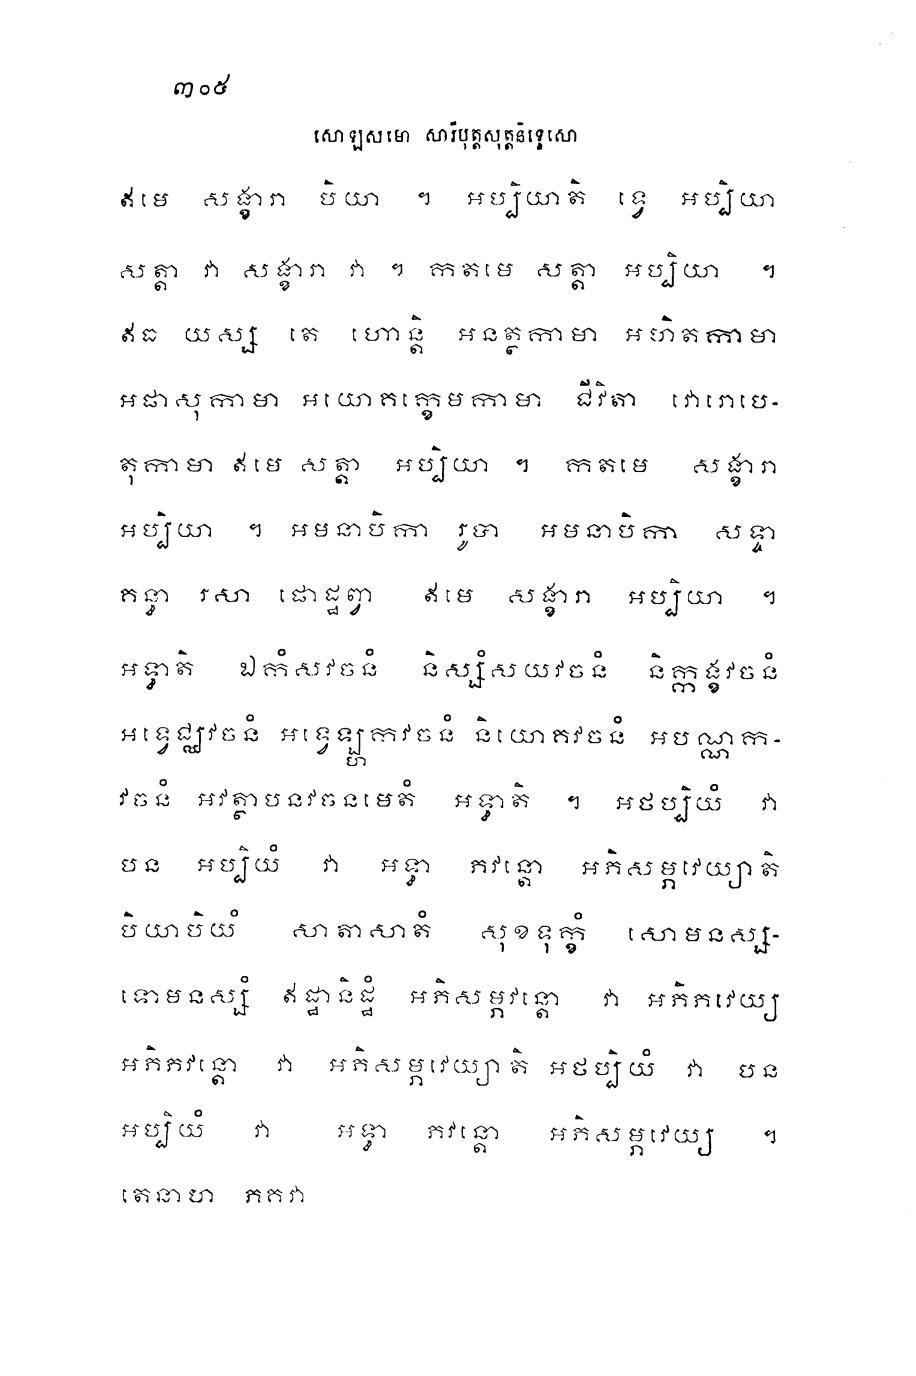 ៣០៥
សោឡសមោ សារីបុត្តសុត្តនិទ្ទេសោ
ឥមេ សង្ខារា បិយា ។ អប្បិយាតិ ទ្វេ អប្បិយា
សត្តា វា សង្ខារា វា ។ កតមេ សត្តា អប្បិយា ។
ឥធ យស្ស តេ ហោន្តិ អនត្ថកាមា អហិតកាមា
អផាសុកាមា អយោគក្ខេមកាមា ជីវិតា វោរោបេ-
តុកាមា ឥមេ សត្តា អប្បិយា ។ កតមេ សង្ខារា
អប្បិយា ។ អមនាបិកា រូបា អមនាបិកា សទ្ទា
គន្ធា រសា ផោដ្ឋព្វា ឥមេ សង្ខារា អប្បិយា ។
អទ្ធាតិ ឯកំសវចនំ និស្សំសយវចនំ និក្កង្ខវចនំ
អទ្វេជ្ឈវចនំ អទ្វេឡ្ហកវចនំ និយោគវចនំ អបណ្ណក-
វចនំ អវត្ថាបនវចនមេតំ អទ្ធាតិ ។ អថប្បិយំ វា
បន អប្បិយំ វា អទ្ធា ភវន្តោ អភិសម្ភវេយ្យាតិ
បិយាបិយំ សាតាសាតំ សុខទុក្ខំ សោមនស្ស-
ទោមនស្សំ ឥដ្ឋានិដ្ឋំ អភិសម្ភវន្តោ វា អភិភវេយ្យ
អភិភវន្តោ វា អភិសម្ភវេយ្យាតិ អថប្បិយំ វា បន
អប្បិយំ វា អទ្ធា ភវន្តោ អភិសម្ភវេយ្យ ។
តេនាហ ភគវា